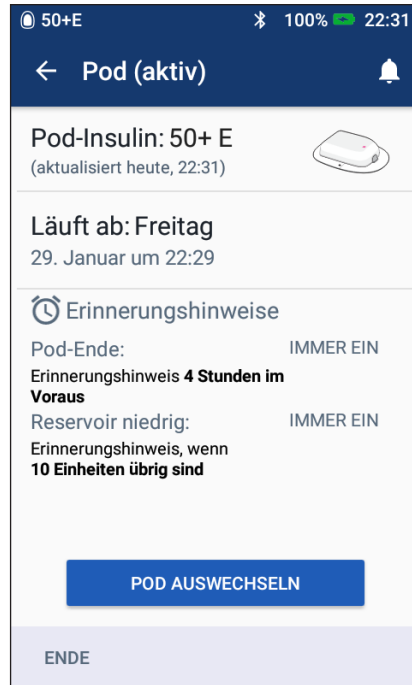 50+E 100% 22:31
Pod (aktiv)
Pod-Insulin: 50+ E
(aktualisiert heute, 22:31)
Läuft ab: Freitag
29. Januar um 22:29
Erinnerungshinweise
Pod-Ende: IMMER EIN
Erinnerungshinweis 4 Stunden im
Voraus
Reservoir niedrig: IMMER EIN
Erinnerungshinweis, wenn
10 Einheiten übrig sind
POD AUSWECHSELN
ENDE